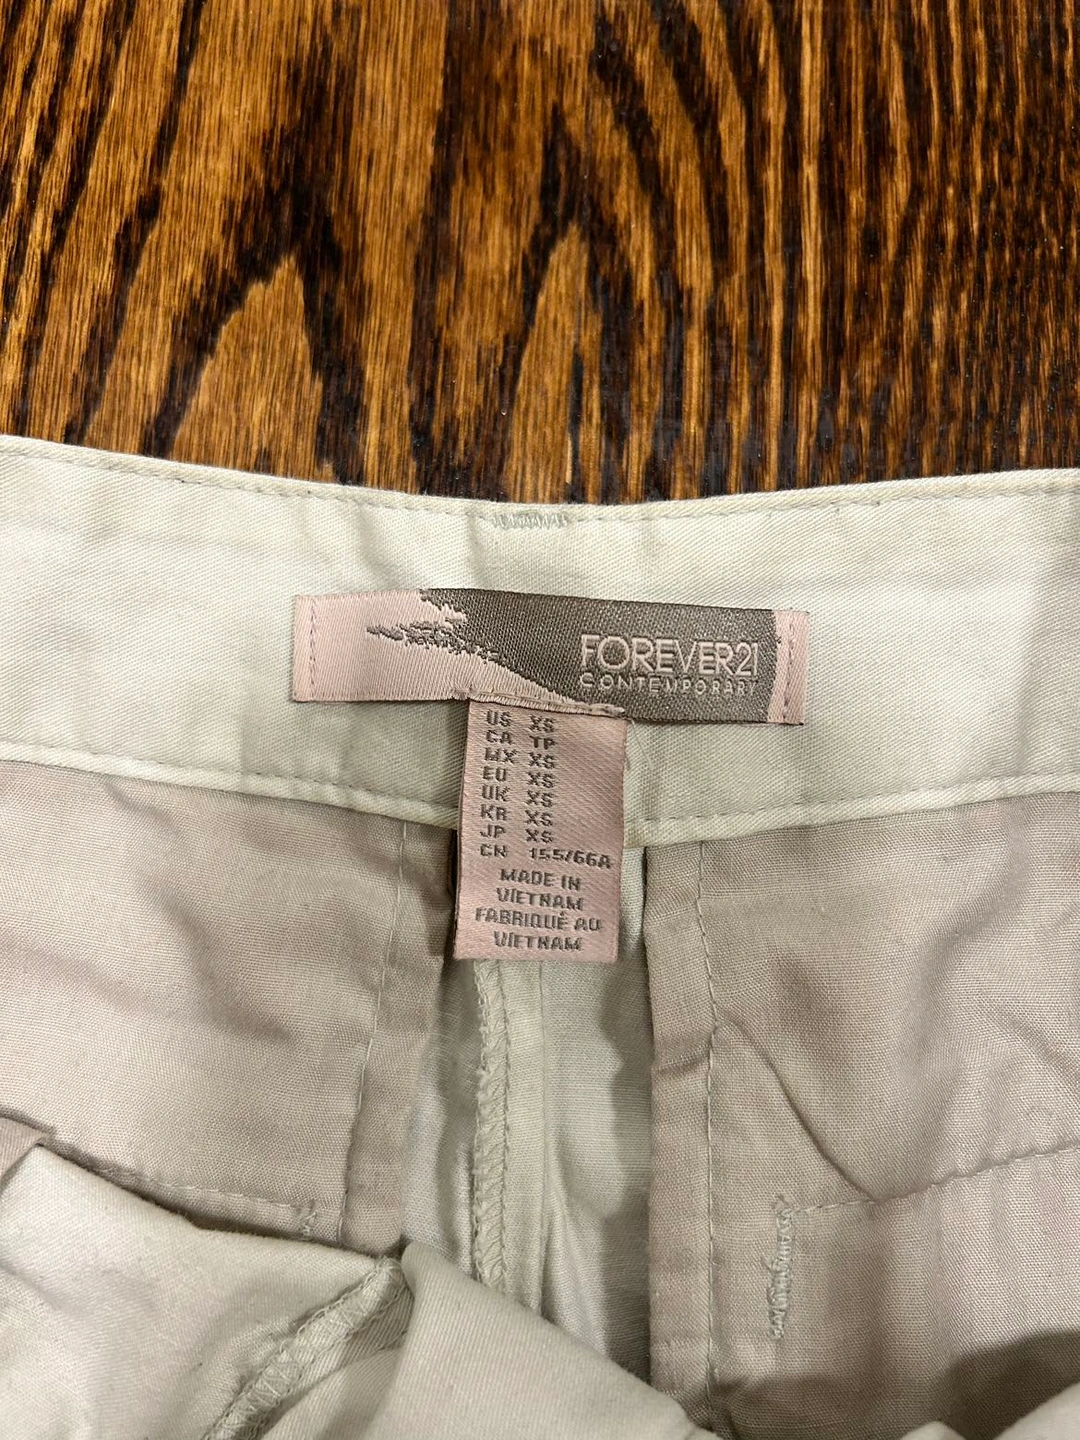 FOREVER21
CONTEMPORARY
US XS
CA TP
MX XS
EU XS
UK XS
KR XS
JP XS
CN 155/66A
MADE IN
VIETNAM
FABRIQUÉ AU
VIETNAM